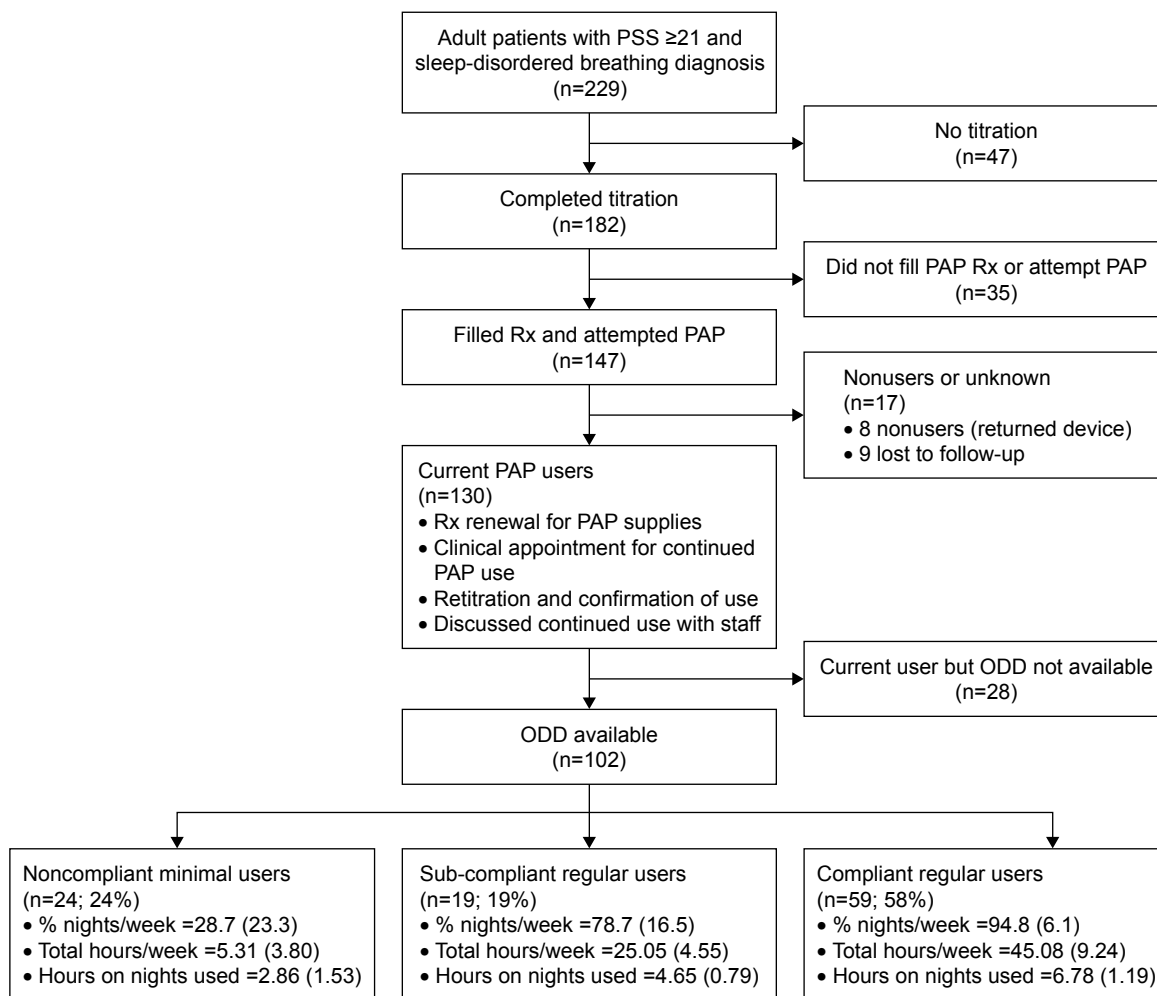 Adult patients with PSS ≥21 and
sleep-disordered breathing diagnosis
(n=229)
No titration
(n=47)
Completed titration
(n=182)
Did not fill PAP Rx or attempt PAP
(n=35)
Filled Rx and attempted PAP
(n=147)
Nonusers or unknown
(n=17)
• 8 nonusers (returned device)
• 9 lost to follow-up
Current PAP users
(n=130)
• Rx renewal for PAP supplies
• Clinical appointment for continued
PAP use
• Retitration and confirmation of use
• Discussed continued use with staff
Current user but ODD not available
(n=28)
ODD available
(n=102)
Noncompliant minimal users
(n=24; 24%)
• % nights/week =28.7 (23.3)
• Total hours/week =5.31 (3.80)
• Hours on nights used =2.86 (1.53)
Sub-compliant regular users
(n=19; 19%)
• % nights/week =78.7 (16.5)
• Total hours/week =25.05 (4.55)
• Hours on nights used =4.65 (0.79)
Compliant regular users
(n=59; 58%)
• % nights/week =94.8 (6.1)
• Total hours/week =45.08 (9.24)
• Hours on nights used =6.78 (1.19)